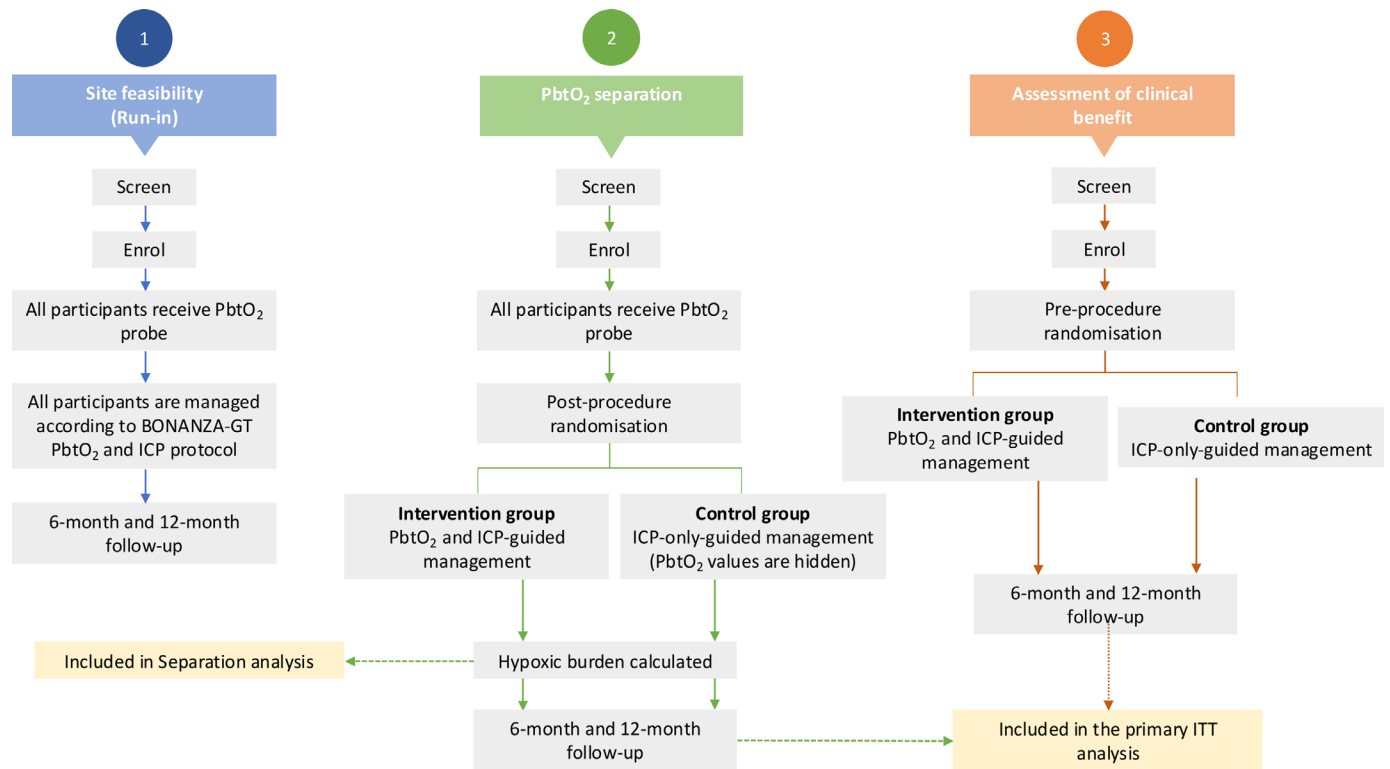 1
Site feasibility
(Run-in)
Screen
Enrol
All participants receive PbtO₂
probe
All participants are managed
according to BONANZA-GT
PbtO₂ and ICP protocol
6-month and 12-month
follow-up
2
PbtO₂ separation
Screen
Enrol
All participants receive PbtO₂
probe
Post-procedure
randomisation
Intervention group
PbtO₂ and ICP-guided
management
Control group
ICP-only-guided management
(PbtO₂ values are hidden)
Hypoxic burden calculated
Included in Separation analysis
6-month and 12-month
follow-up
3
Assessment of clinical
benefit
Screen
Enrol
Pre-procedure
randomisation
Intervention group
PbtO₂ and ICP-guided
management
Control group
ICP-only-guided management
6-month and 12-month
follow-up
Included in the primary ITT
analysis